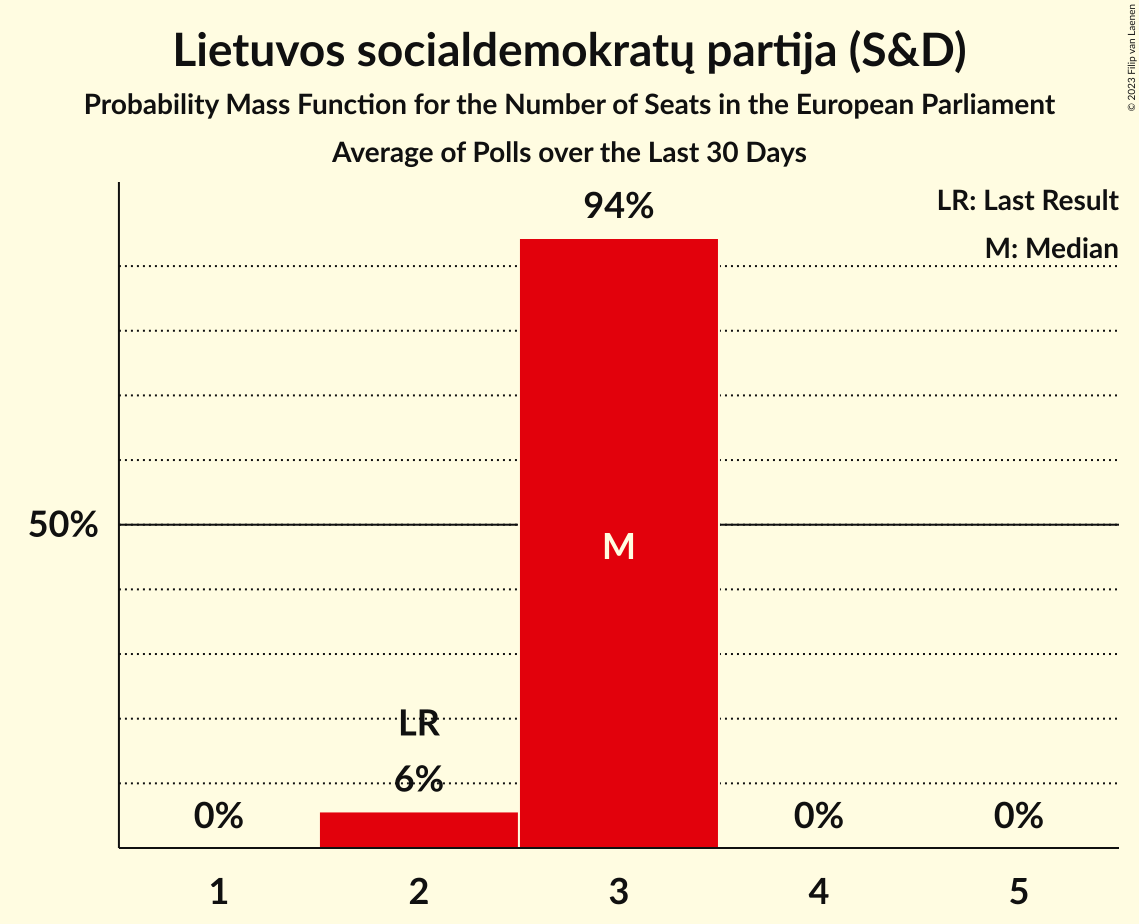 Lietuvos socialdemokratų partija (S&D)
Probability Mass Function for the Number of Seats in the European Parliament
Average of Polls over the Last 30 Days
© 2023 Filip van Laenen
LR: Last Result
M: Median
94%
50%
M
LR
6%
0%
0%
0%
1
2
3
4
5